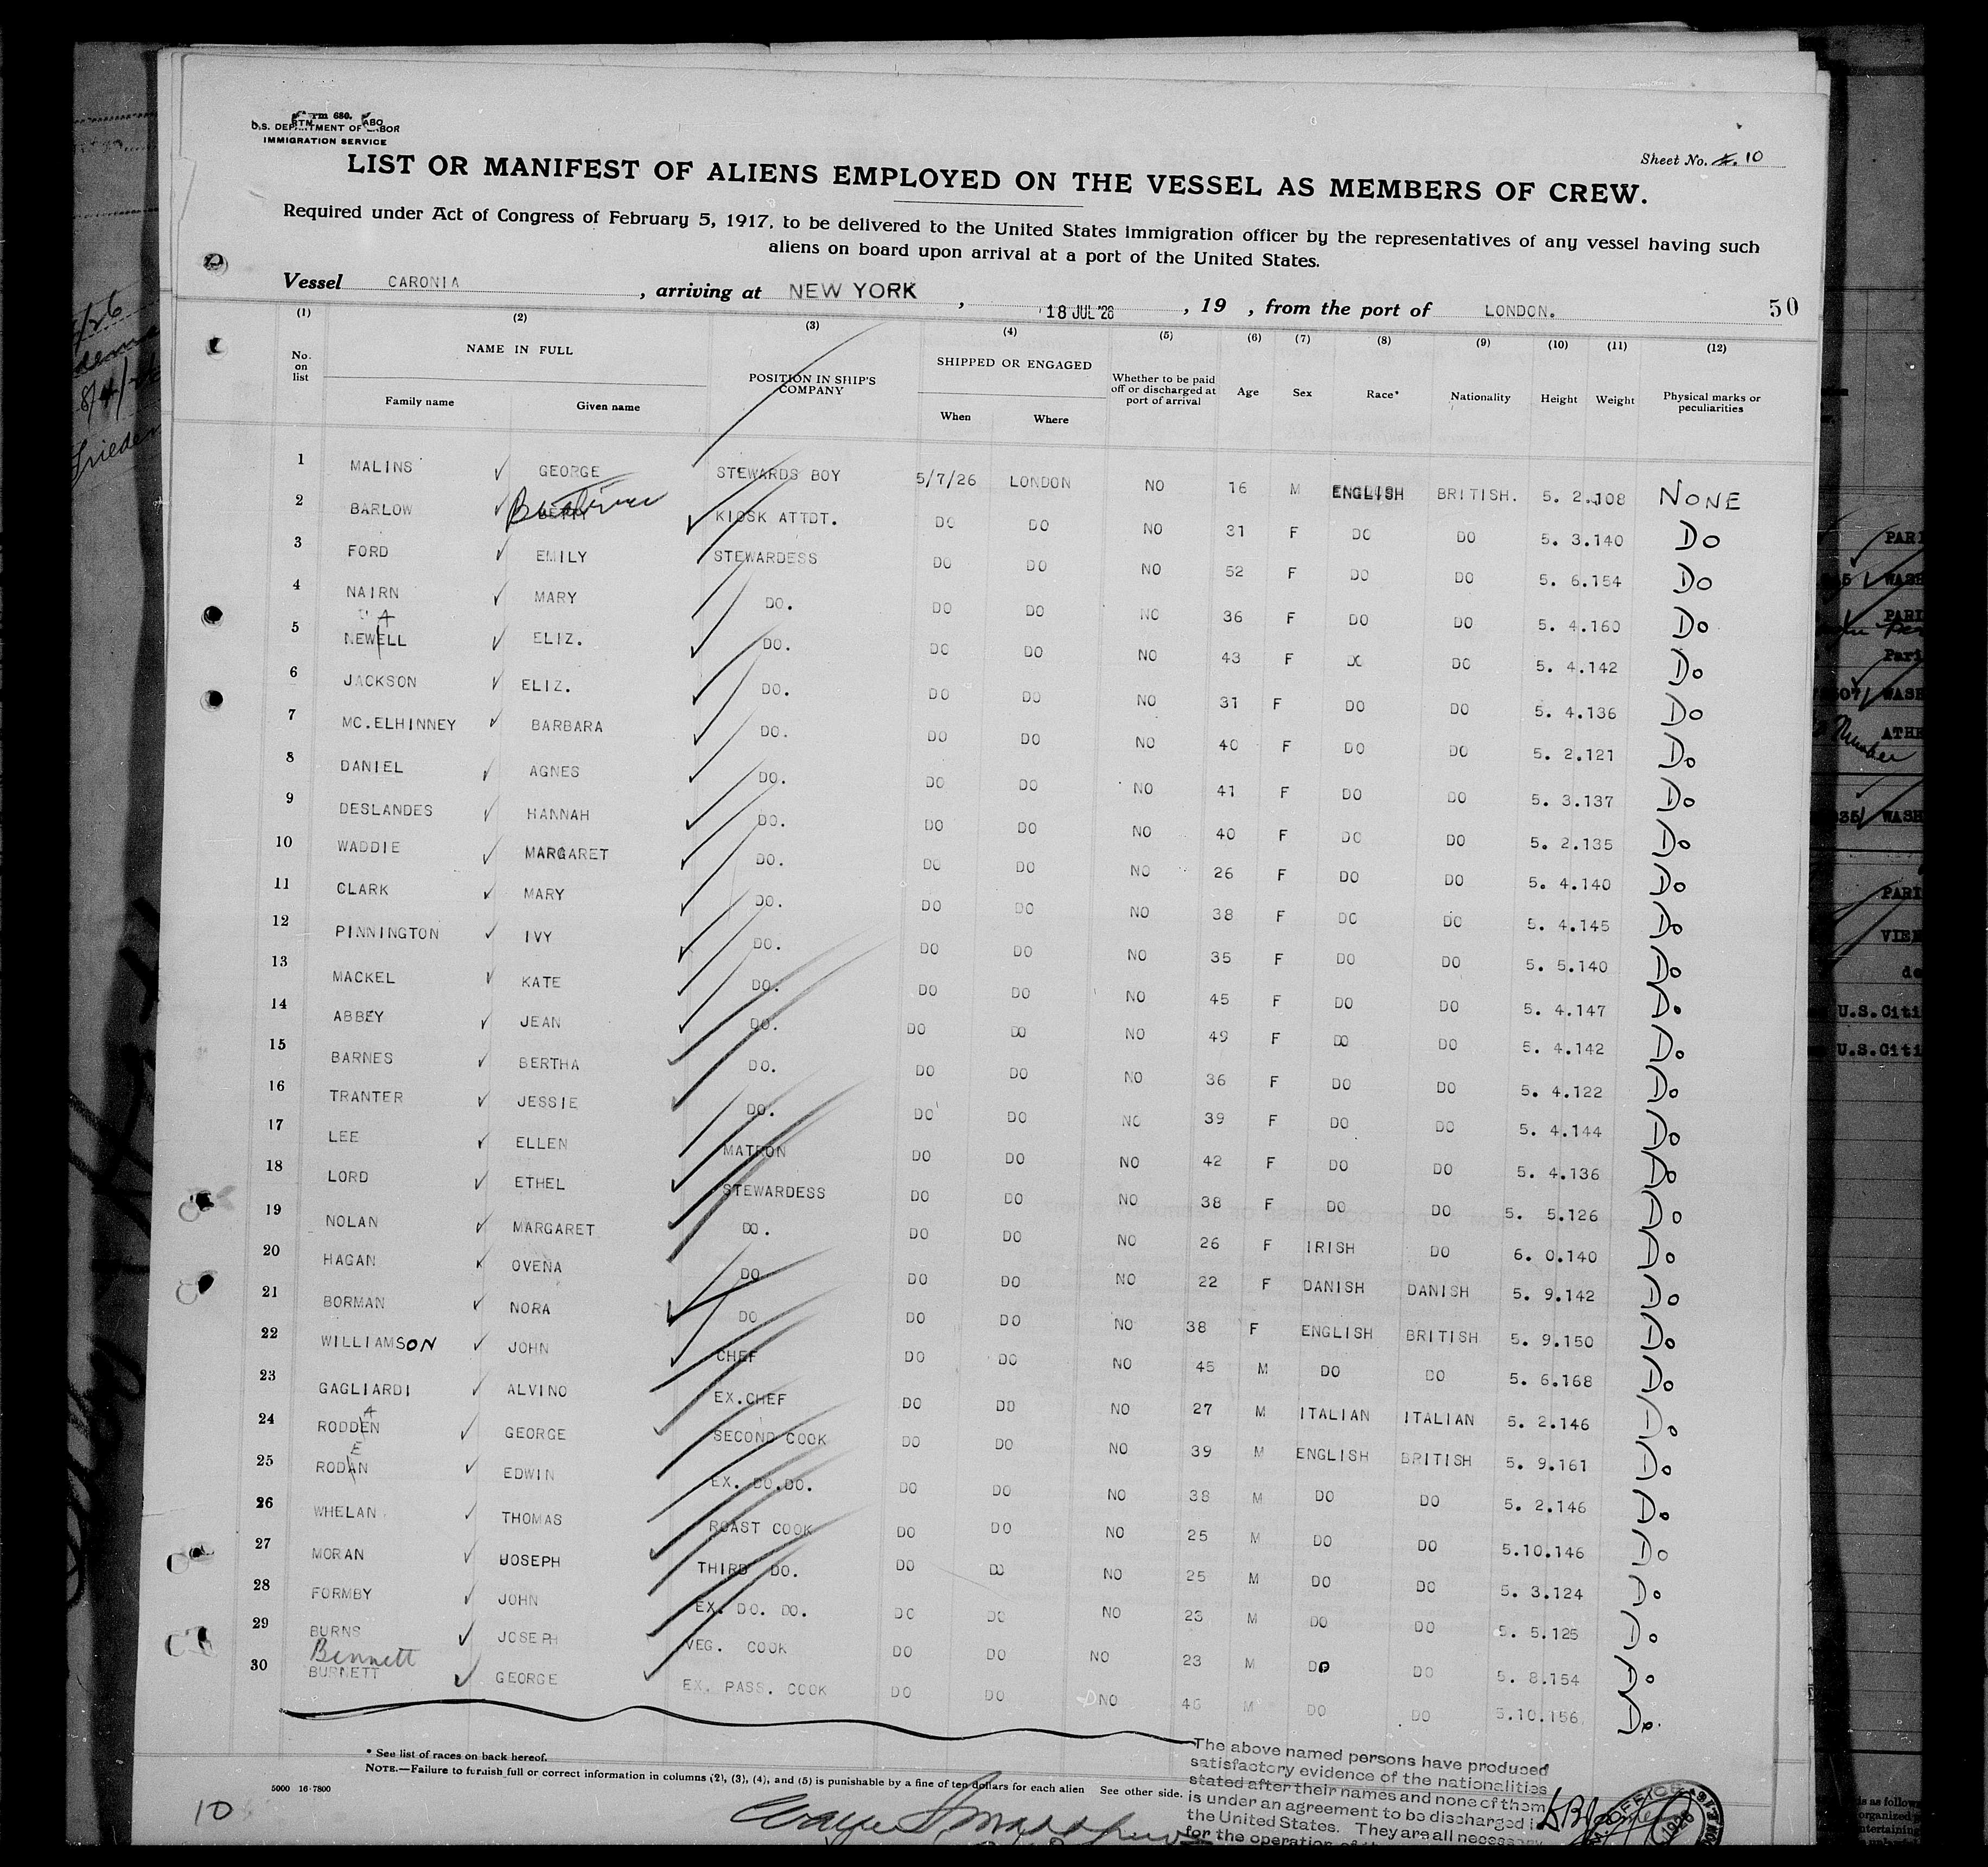 Form 680.
U.S. DEPARTMENT OF LABOR
IMMIGRATION SERVICE
Sheet No. 10
LIST OR MANIFEST OF ALIENS EMPLOYED ON THE VESSEL AS MEMBERS OF CREW.
Required under Act of Congress of February 5, 1917, to be delivered to the United States immigration officer by the representatives of any vessel having such
aliens on board upon arrival at a port of the United States.
Vessel CARONIA, arriving at NEW YORK, 18 JUL '26, 19 , from the port of LONDON. 50
(1) (2) (3) (4) (5) (6) (7) (8) (9) (10) (11) (12)
No. on list NAME IN FULL Family name Given name POSITION IN SHIP'S COMPANY SHIPPED OR ENGAGED When Where Whether to be paid off or discharged at port of arrival Age Sex Race* Nationality Height Weight Physical marks or peculiarities
1 MALINS GEORGE STEWARDS BOY 5/7/26 LONDON NO 16 M ENGLISH BRITISH. 5. 2.108 NONE
2 BARLOW BETTY KIOSK ATTDT. DO DO NO 31 F DO DO 5. 3.140 Do
3 FORD EMILY STEWARDESS DO DO NO 52 F DO DO 5. 6.154 Do
4 NAIRN MARY DO. DO DO NO 36 F DO DO 5. 4.160 Do
A
5 NEWELL ELIZ. DO. DO DO NO 43 F DO DO 5. 4.142 Do
6 JACKSON ELIZ. DO. DO DO NO 31 F DO DO 5. 4.136 Do
7 MC.ELHINNEY BARBARA DO. DO DO NO 40 F DO DO 5. 2.121 Do
8 DANIEL AGNES DO. DO DO NO 41 F DO DO 5. 3.137 Do
9 DESLANDES HANNAH DO. DO DO NO 40 F DO DO 5. 2.135 Do
10 WADDIE MARGARET DO. DO DO NO 26 F DO DO 5. 4.140 Do
11 CLARK MARY DO. DO DO NO 38 F DO DO 5. 4.145 Do
12 PINNINGTON IVY DO. DO DO NO 35 F DO DO 5. 5.140 Do
13 MACKEL KATE DO. DO DO NO 45 F DO DO 5. 4.147 Do
14 ABBEY JEAN DO. DO DO NO 49 F DO DO 5. 4.142 Do
15 BARNES BERTHA DO. DO DO NO 36 F DO DO 5. 4.122 Do
16 TRANTER JESSIE DO. DO DO NO 39 F DO DO 5. 4.144 Do
17 LEE ELLEN MATRON DO DO NO 42 F DO DO 5. 4.136 Do
18 LORD ETHEL STEWARDESS DO DO NO 38 F DO DO 5. 5.126 Do
19 NOLAN MARGARET DO. DO DO NO 26 F IRISH DO 6. 0.140 Do
20 HAGAN OVENA DO DO DO NO 22 F DANISH DANISH 5. 9.142 Do
21 BORMAN NORA DO DO DO NO 38 F ENGLISH BRITISH 5. 9.150 Do
22 WILLIAMSON JOHN CHEF DO DO NO 45 M DO DO 5. 6.168 Do
23 GAGLIARDI ALVINO EX.CHEF DO DO NO 27 M ITALIAN ITALIAN 5. 2.146 Do
A
24 RODDEN GEORGE SECOND COOK DO DO NO 39 M ENGLISH BRITISH 5. 9.161 Do
E
25 RODAN EDWIN EX. DO.DO. DO DO NO 38 M DO DO 5. 2.146 Do
26 WHELAN THOMAS ROAST COOK DO DO NO 25 M DO DO 5.10.146 Do
27 MORAN JOSEPH THIRD DO. DO DO NO 25 M DO DO 5. 3.124 Do
28 FORMBY JOHN EX. DO. DO. DO DO NO 23 M DO DO 5. 5.125 Do
29 BURNS JOSEPH VEG. COOK DO DO NO 23 M DO DO 5. 8.154 Do
Bennett
30 BURNETT GEORGE EX. PASS. COOK DO DO NO M DO DO 5.10.156 Do.
* See list of races on back hereof.
NOTE.—Failure to furnish full or correct information in columns (2), (3), (4), and (5) is punishable by a fine of ten dollars for each alien See other side.
5000 16-7800
10
The above named persons have produced
satisfactory evidence of the nationalities
stated after their names and none of them
is under an agreement to be discharged in
the United States. They are all necessary
for the operation of
OFFICE
1926
PARI
WASH
PARI
Pari
WASH
Number
ATHE
WASH
PARI
U.S.Citi
U.S.Citi